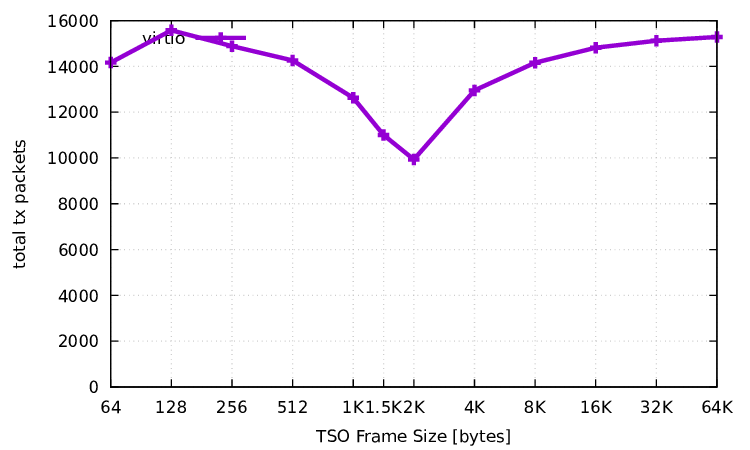 16000
14000
12000
10000
8000
6000
4000
2000
0
total tx packets
virtio
64 128 256 512 1K 1.5K 2K 4K 8K 16K 32K 64K
TSO Frame Size [bytes]